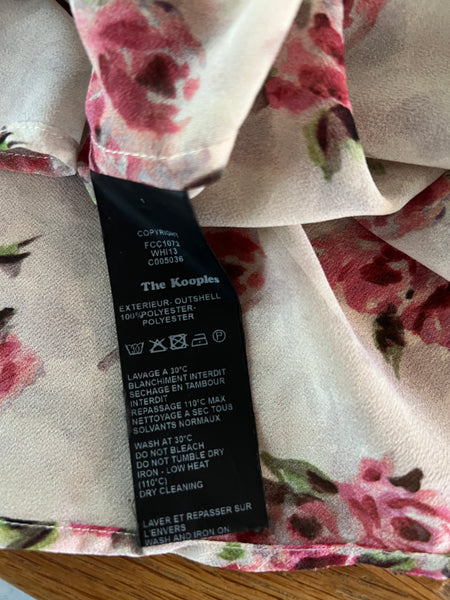 COPYRIGHT
FCC1073
WHI13
C005036
The Kooples
EXTERIEUR-OUTSHELL
100%POLYESTER-
POLYESTER
P
LAVAGE A 30°C
BLANCHIMENT INTERDIT
SECHAGE EN TAMBOUR
INTERDIT
REPASSAGE 110°C MAX
NETTOYAGE A SEC TOUS
SOLVANTS NORMAUX
WASH AT 30°C
DO NOT BLEACH
DO NOT TUMBLE DRY
IRON - LOW HEAT
(110°C)
DRY CLEANING
LAVER ET REPASSER SUR
L'ENVERS
WASH AND IRON ON